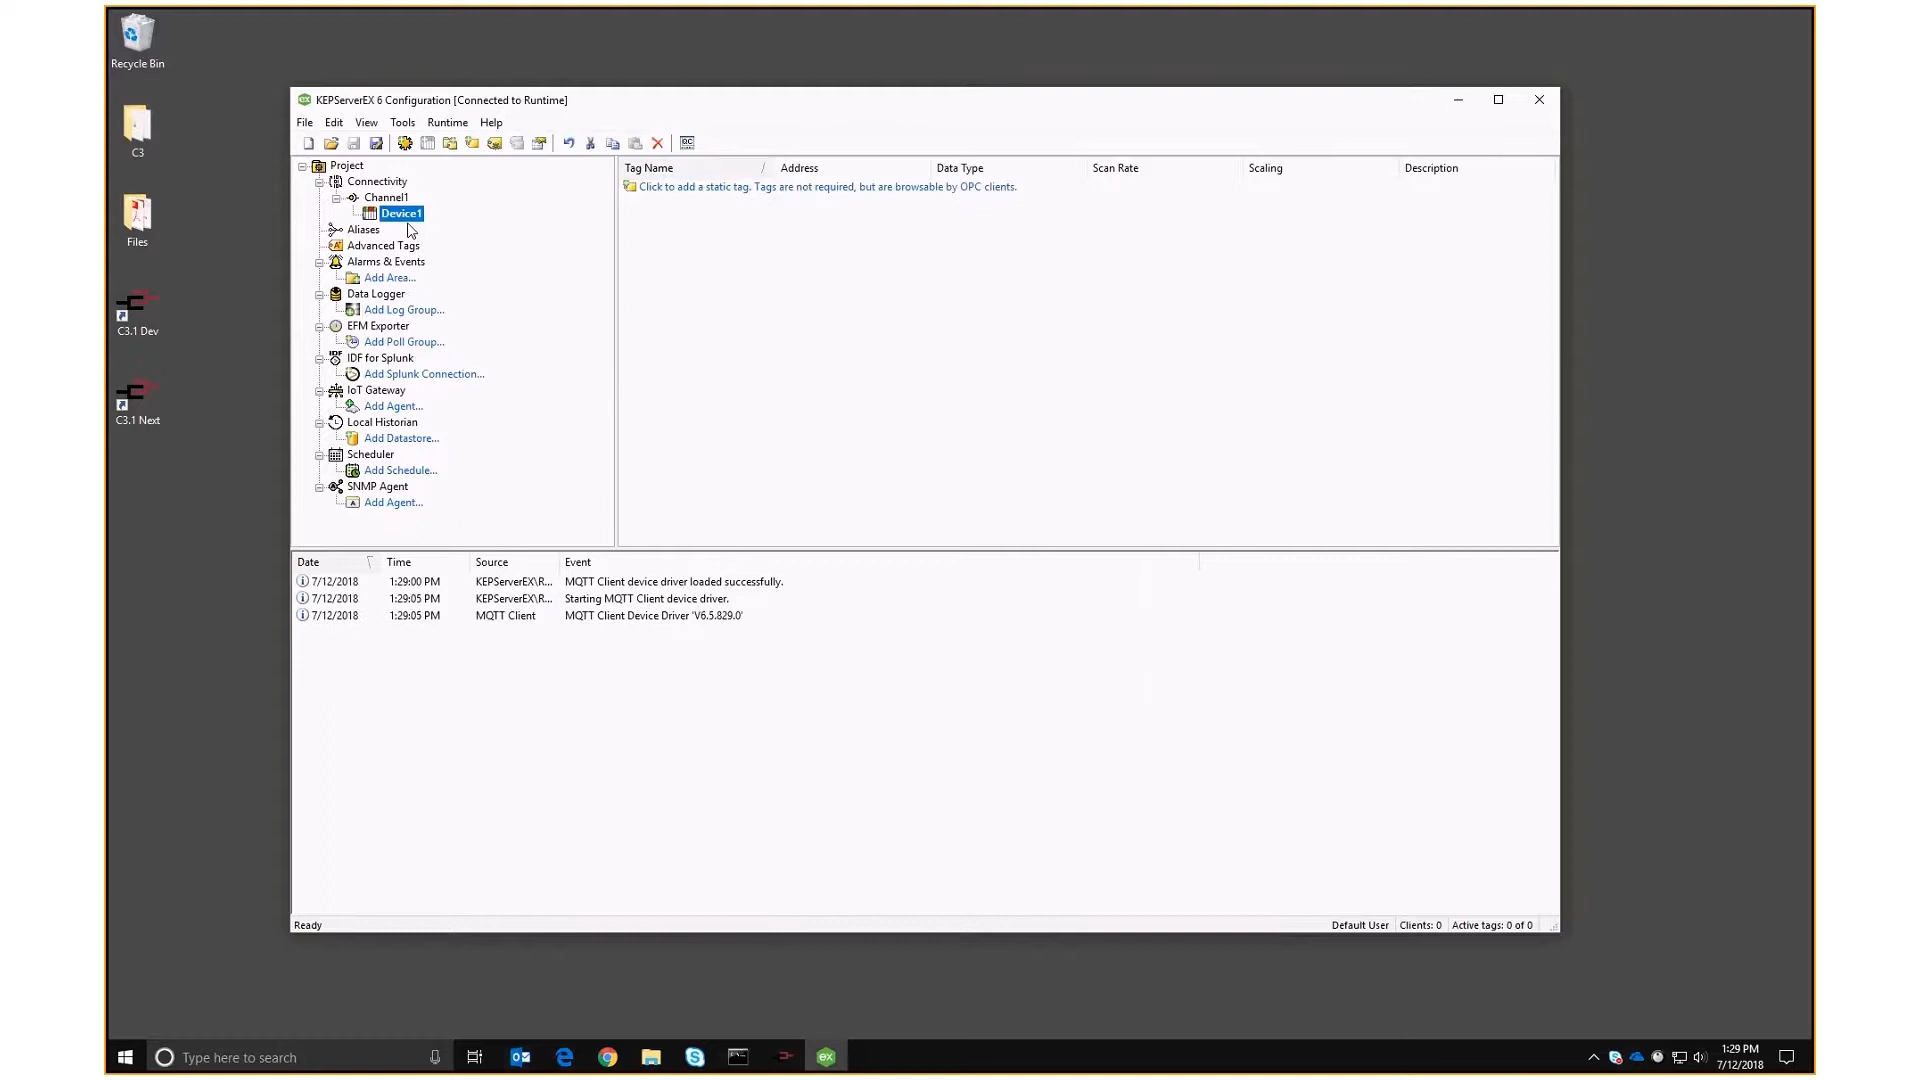 Recycle Bin
C3
Files
C3.1 Dev
C3.1 Next
KEPServerEX 6 Configuration [Connected to Runtime]
File Edit View Tools Runtime Help
Project
Connectivity
Channel1
Device1
Aliases
Advanced Tags
Alarms & Events
Add Area...
Data Logger
Add Log Group...
EFM Exporter
Add Poll Group...
IDF for Splunk
Add Splunk Connection...
IoT Gateway
Add Agent...
Local Historian
Add Datastore...
Scheduler
Add Schedule...
SNMP Agent
Add Agent...
Tag Name Address Data Type Scan Rate Scaling Description
Click to add a static tag. Tags are not required, but are browsable by OPC clients.
Date Time Source Event
7/12/2018 1:29:00 PM KEPServerEX\R... MQTT Client device driver loaded successfully.
7/12/2018 1:29:05 PM KEPServerEX\R... Starting MQTT Client device driver.
7/12/2018 1:29:05 PM MQTT Client MQTT Client Device Driver 'V6.5.829.0'
Ready Default User Clients: 0 Active tags: 0 of 0
Type here to search
1:29 PM
7/12/2018